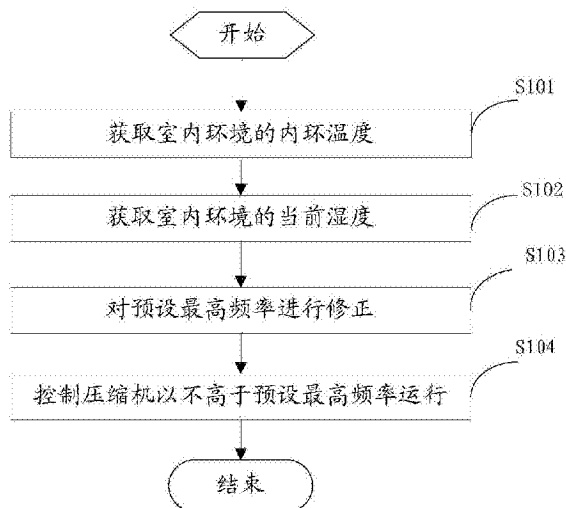 开始
S101
获取室内环境的内环温度
S102
获取室内环境的当前湿度
S103
对预设最高频率进行修正
S104
控制压缩机以不高于预设最高频率运行
结束